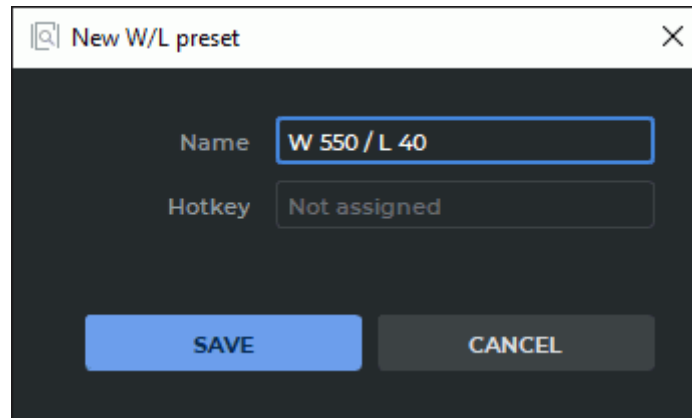 New W/L preset
Name W 550 / L 40
Hotkey Not assigned
SAVE CANCEL